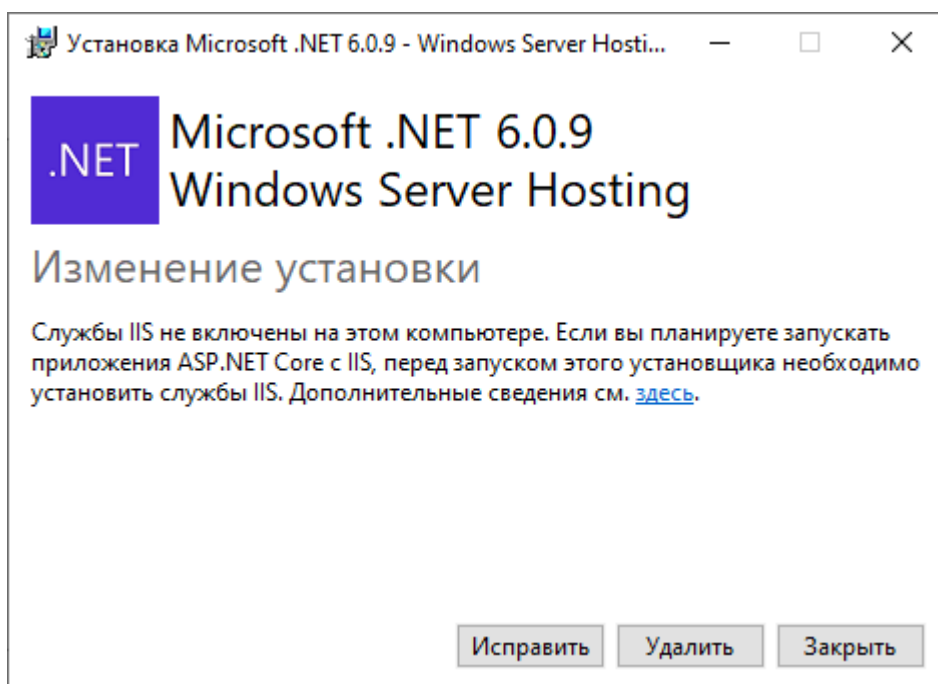 Установка Microsoft .NET 6.0.9 - Windows Server Hosti...
.NET
Microsoft .NET 6.0.9
Windows Server Hosting
Изменение установки
Службы IIS не включены на этом компьютере. Если вы планируете запускать
приложения ASP.NET Core с IIS, перед запуском этого установщика необходимо
установить службы IIS. Дополнительные сведения см. здесь.
Исправить Удалить Закрыть